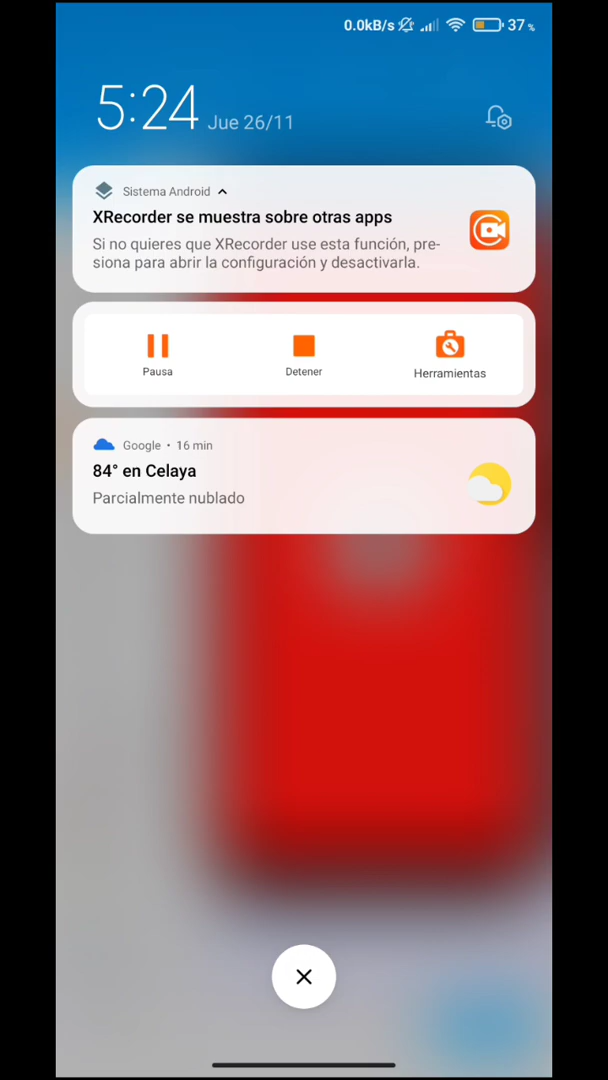 0.0kB/s 37 %
5:24 Jue 26/11
Sistema Android
XRecorder se muestra sobre otras apps
Si no quieres que XRecorder use esta función, pre-
siona para abrir la configuración y desactivarla.
Pausa Detener Herramientas
Google • 16 min
84° en Celaya
Parcialmente nublado